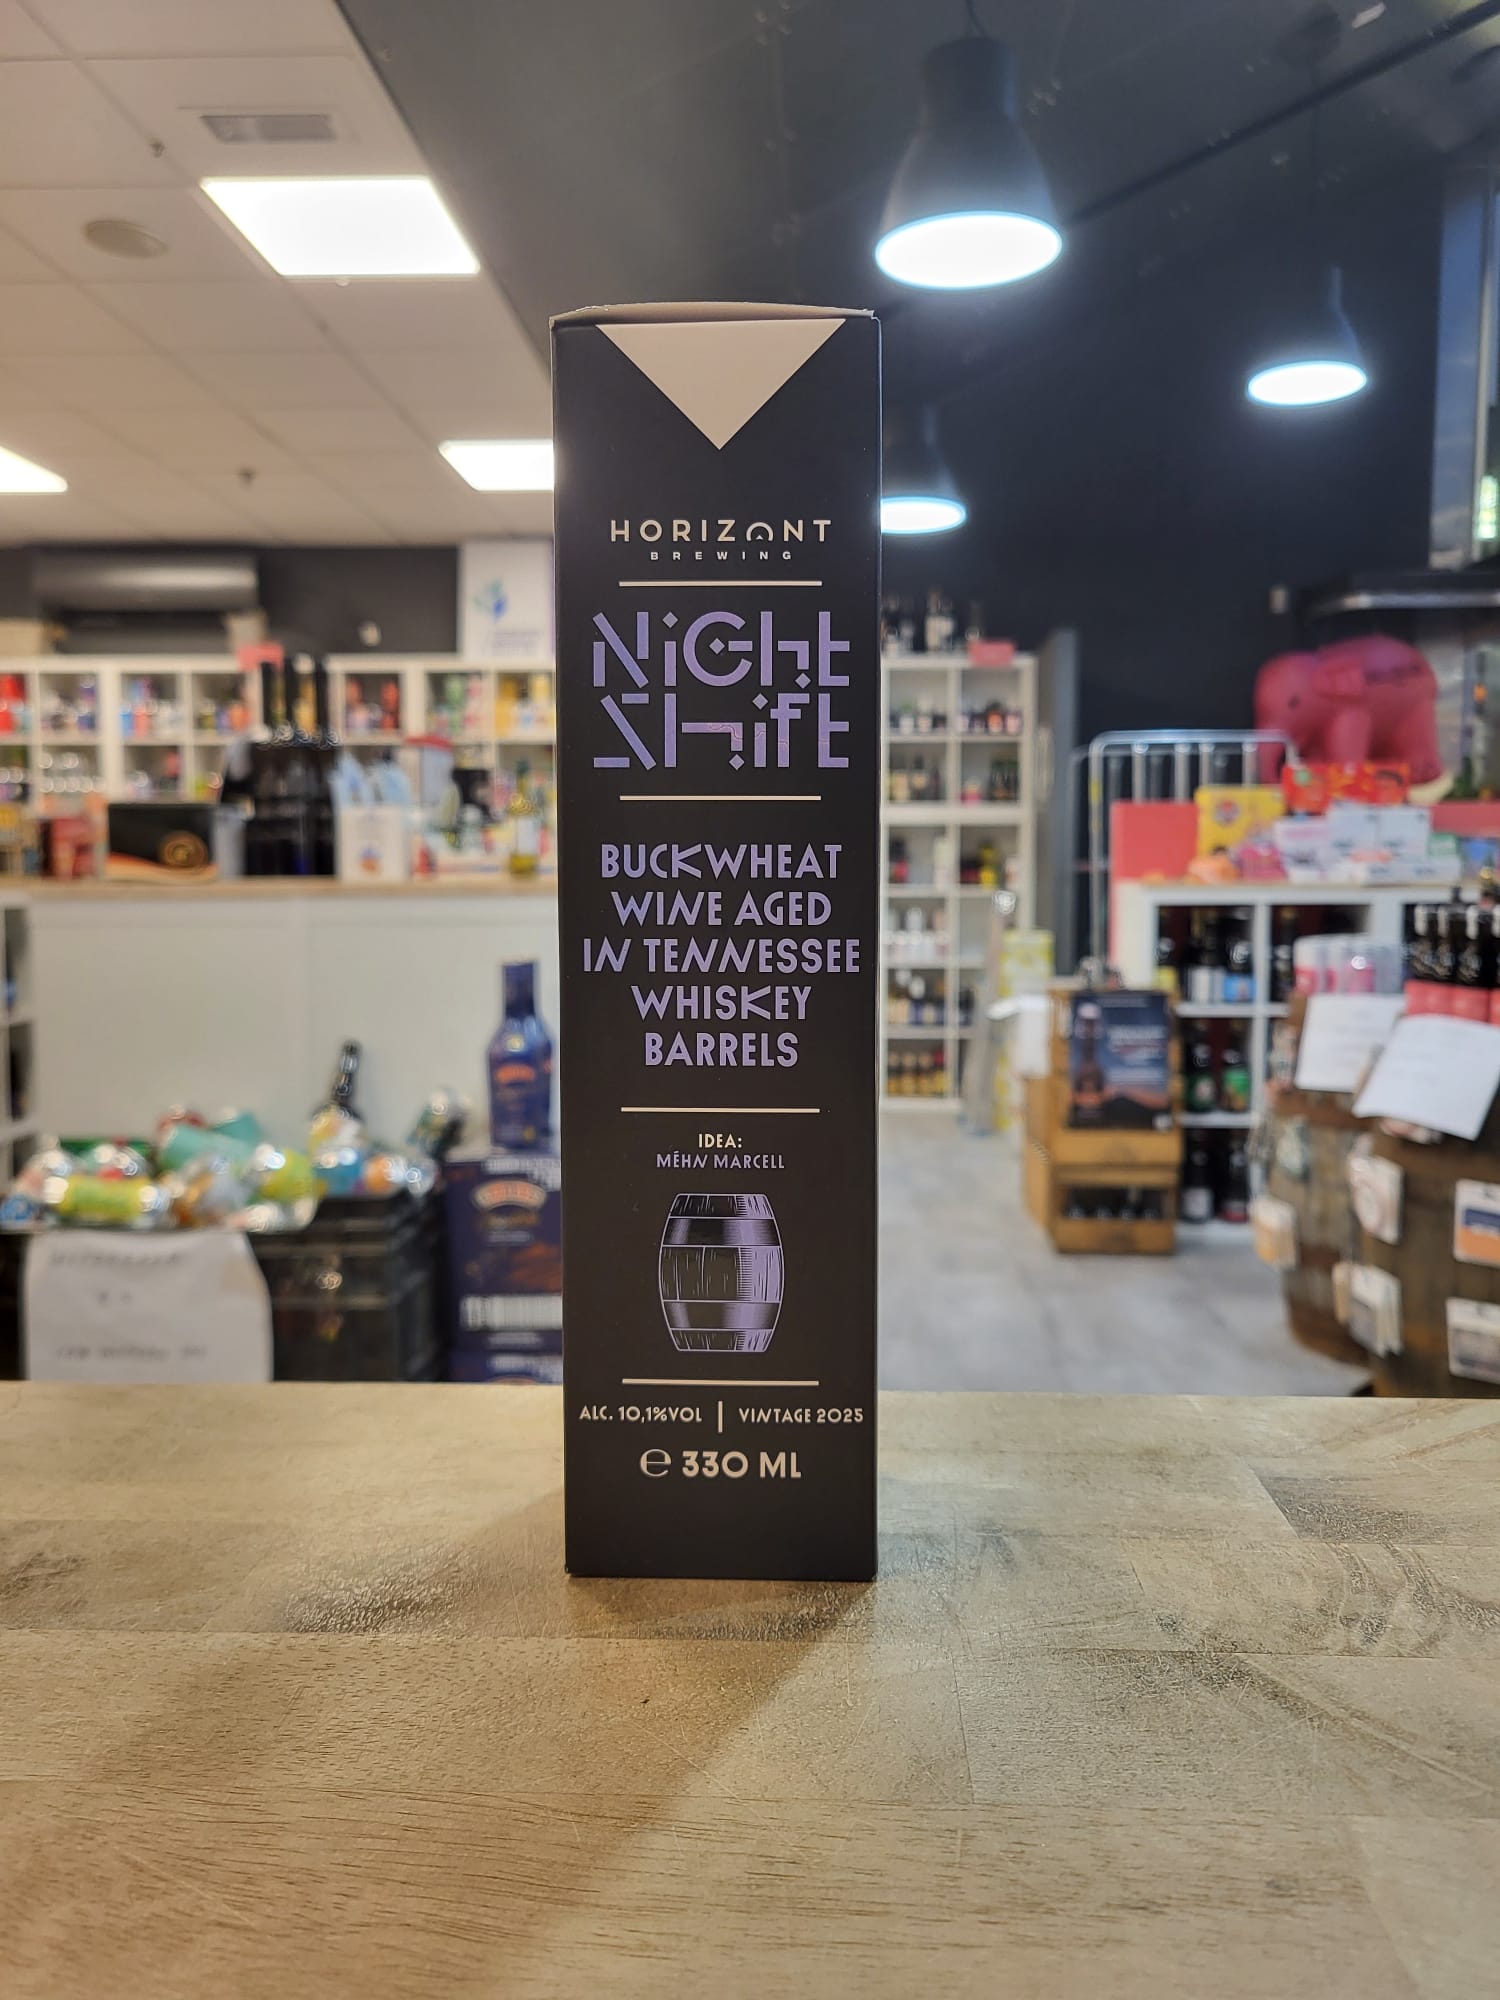 HORIZONT
BREWING
NiGht
Shift
BUCKWHEAT
WINE AGED
IN TENNESSEE
WHISKEY
BARRELS
IDEA:
MÉHN MARCELL
ALC. 10,1%VOL | VINTAGE 2025
℮ 330 ML